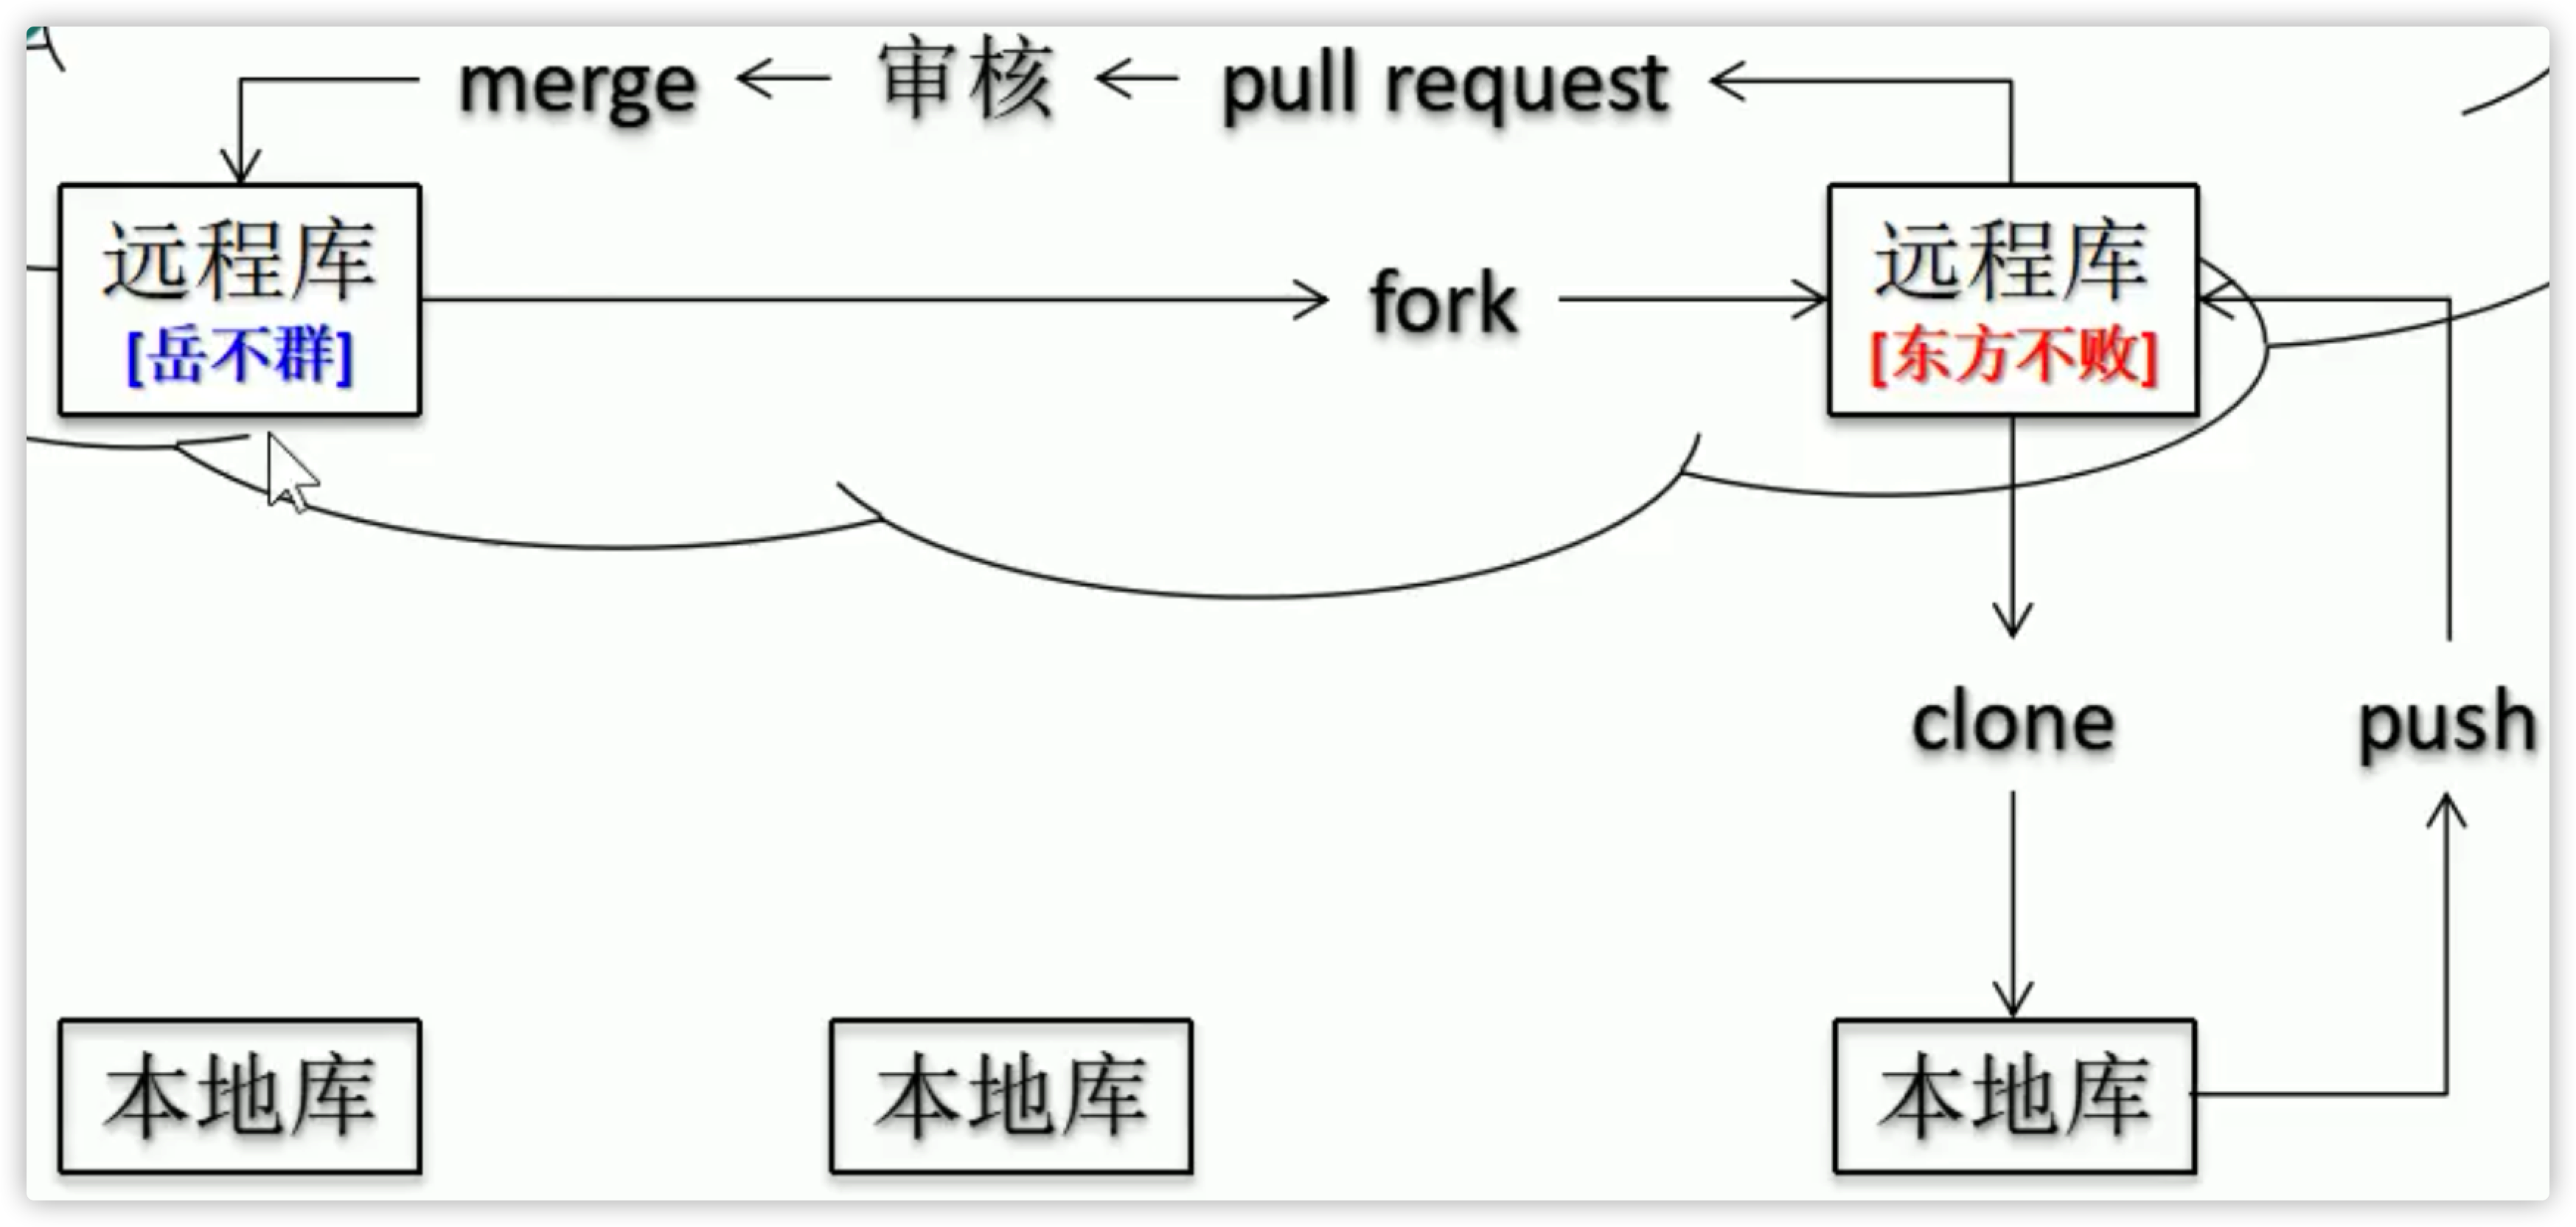 merge
审核
pull request
远程库
[岳不群]
fork
远程库
[东方不败]
clone
push
本地库
本地库
本地库